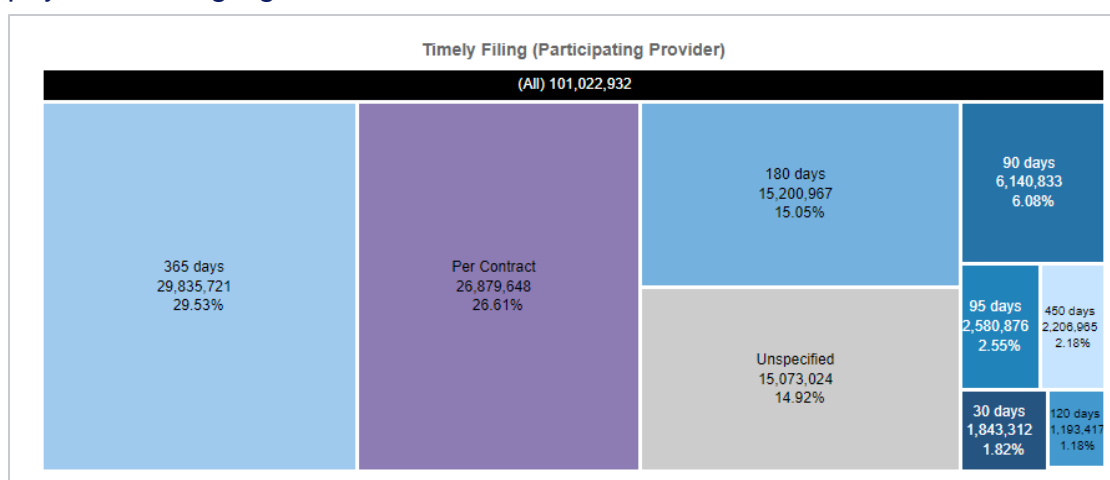 Timely Filing (Participating Provider)
(All) 101,022,932
365 days
29,835,721
29.53%
Per Contract
26,879,648
26.61%
180 days
15,200,967
15.05%
Unspecified
15,073,024
14.92%
90 days
6,140,833
6.08%
95 days
2,580,876
2.55%
450 days
2,206,965
2.18%
30 days
1,843,312
1.82%
120 days
1,193,417
1.18%